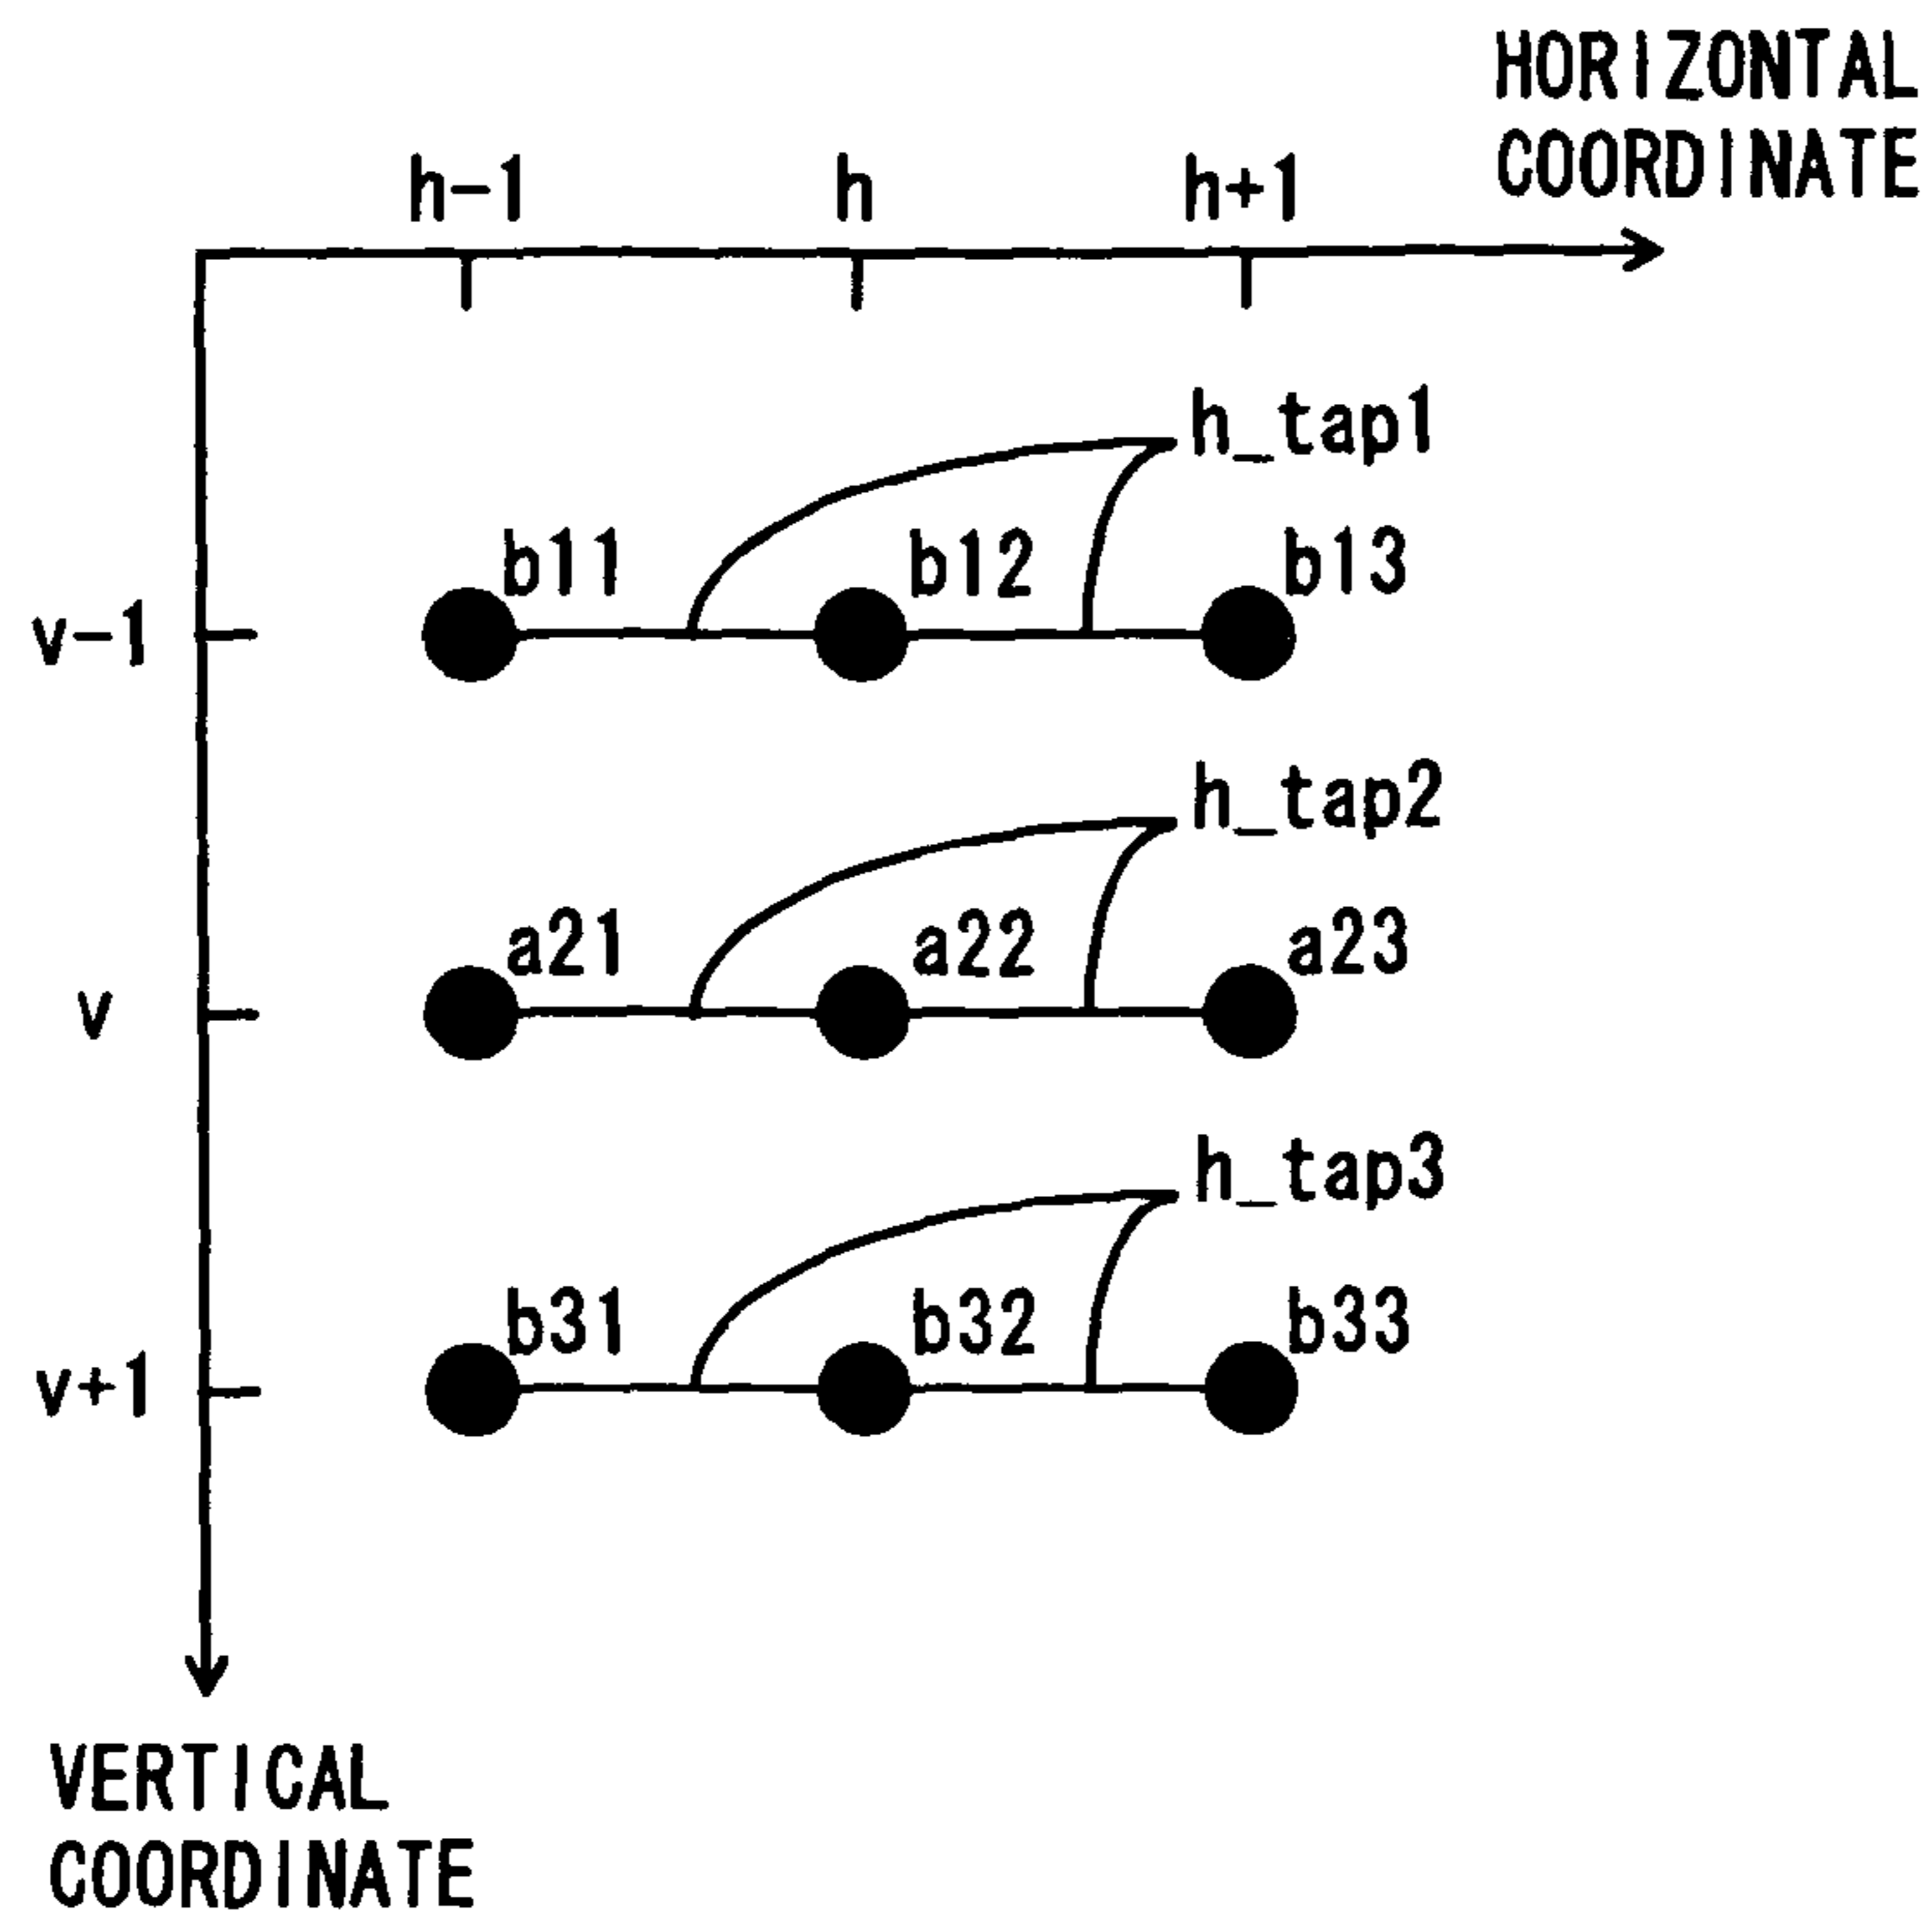 HORIZONTAL
COORDINATE
h-1 h h+1
h_tap1
b11 b12 b13
v-1
h_tap2
a21 a22 a23
v
h_tap3
b31 b32 b33
v+1
VERTICAL
COORDINATE